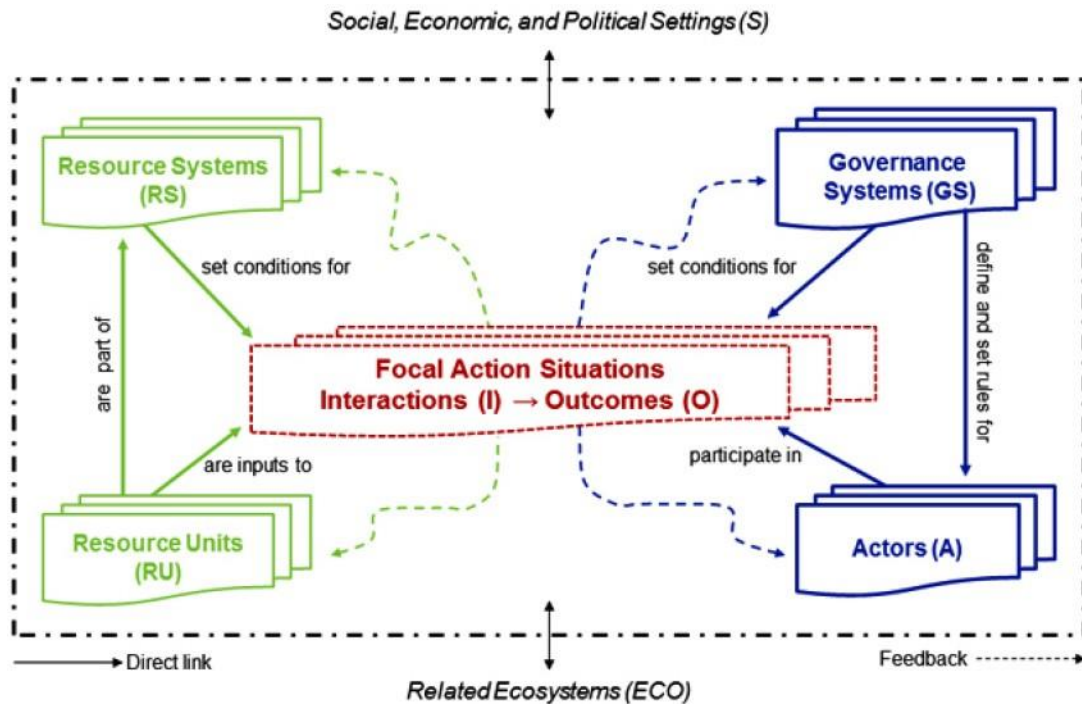 Social, Economic, and Political Settings (S)
Resource Systems
(RS)
Governance
Systems (GS)
set conditions for
set conditions for
are part of
define and set rules for
Focal Action Situations
Interactions (I) → Outcomes (O)
are inputs to
participate in
Resource Units
(RU)
Actors (A)
Direct link
Feedback
Related Ecosystems (ECO)